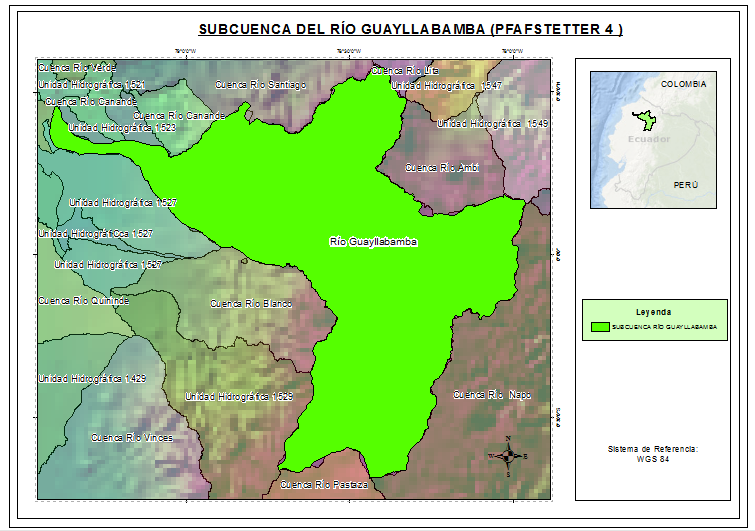 SUBCUENCA DEL RÍO GUAYLLABAMBA (PFAFSTETTER 4 )
Cuenca Río Verde
Cuenca Río Lita
Unidad Hidrográfica 1521
Cuenca Río Santiago
Unidad Hidrográfica 1547
Cuenca Río Canande
Cuenca Río Canande
Unidad Hidrográfica 1523
Unidad Hidrográfica 1549
Cuenca Río Ambi
Unidad Hidrográfica 1527
Unidad Hidrográfica 1527
Río Guayllabamba
Unidad Hidrográfica 1527
Cuenca Río Quininde
Cuenca Río Blanco
Unidad Hidrográfica 1429
Unidad Hidrográfica 1529
Cuenca Río Napo
Cuenca Río Vinces
Cuenca Río Pastaza
N
W E
S
COLOMBIA
Ecuador
PERÚ
Leyenda
SUBCUENCA RÍO GUAYLLABAMBA
Sistema de Referencia:
WGS 84